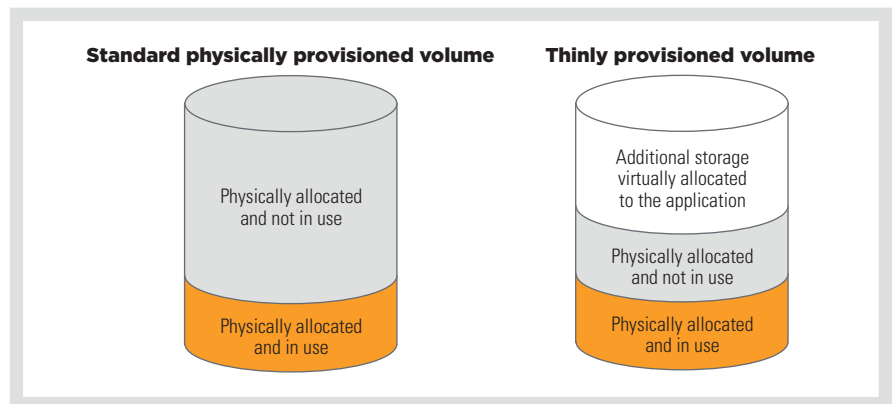 Standard physically provisioned volume
Physically allocated
and not in use
Physically allocated
and in use
Thinly provisioned volume
Additional storage
virtually allocated
to the application
Physically allocated
and not in use
Physically allocated
and in use